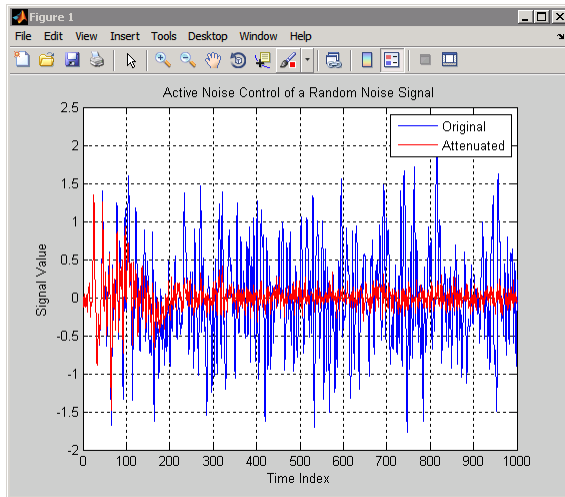 Figure 1
File Edit View Insert Tools Desktop Window Help
Active Noise Control of a Random Noise Signal
2.5
2
1.5
1
0.5
0
-0.5
-1
-1.5
-2
Signal Value
Original
Attenuated
0 100 200 300 400 500 600 700 800 900 1000
Time Index